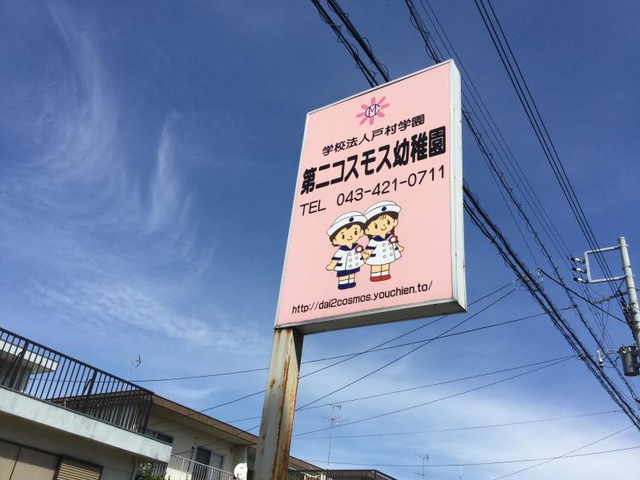 学校法人戸村学園
第二コスモス幼稚園
TEL 043-421-0711
http://dai2cosmos.youchien.to/